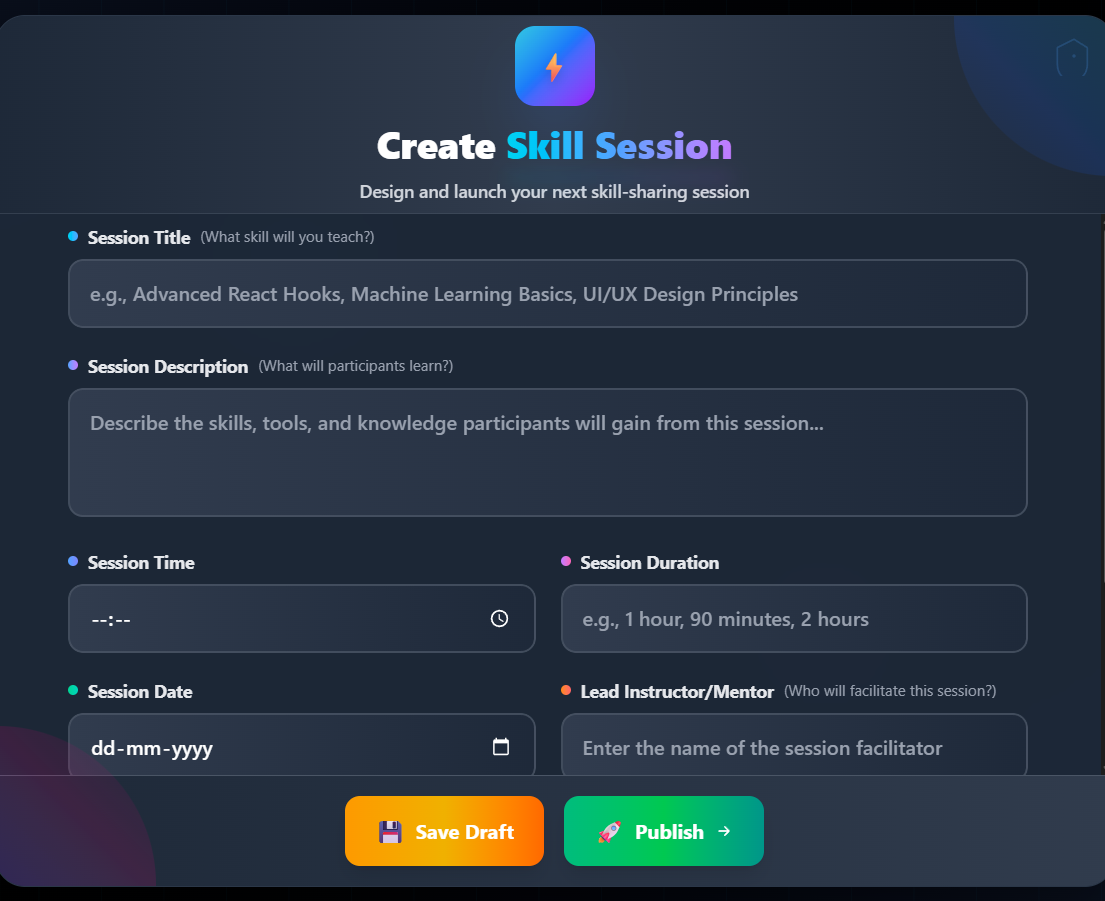 Create Skill Session
Design and launch your next skill-sharing session
Session Title (What skill will you teach?)
e.g., Advanced React Hooks, Machine Learning Basics, UI/UX Design Principles
Session Description (What will participants learn?)
Describe the skills, tools, and knowledge participants will gain from this session...
Session Time
Session Duration
--:--
e.g., 1 hour, 90 minutes, 2 hours
Session Date
Lead Instructor/Mentor (Who will facilitate this session?)
dd-mm-yyyy
Enter the name of the session facilitator
Save Draft
Publish →